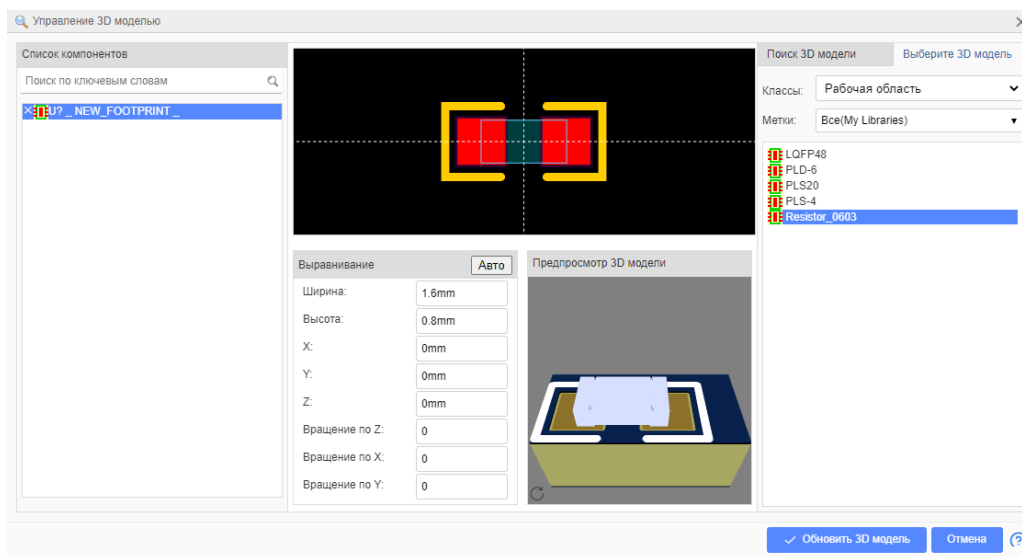 Управление 3D моделью
Список компонентов
Поиск по ключевым словам
U? _ NEW_FOOTPRINT _
Выравнивание
Авто
Ширина:
1.6mm
Высота:
0.8mm
X:
0mm
Y:
0mm
Z:
0mm
Вращение по Z:
0
Вращение по X:
0
Вращение по Y:
0
Предпросмотр 3D модели
Поиск 3D модели
Выберите 3D модель
Классы:
Рабочая область
Метки:
Все(My Libraries)
LQFP48
PLD-6
PLS20
PLS-4
Resistor_0603
Обновить 3D модель
Отмена